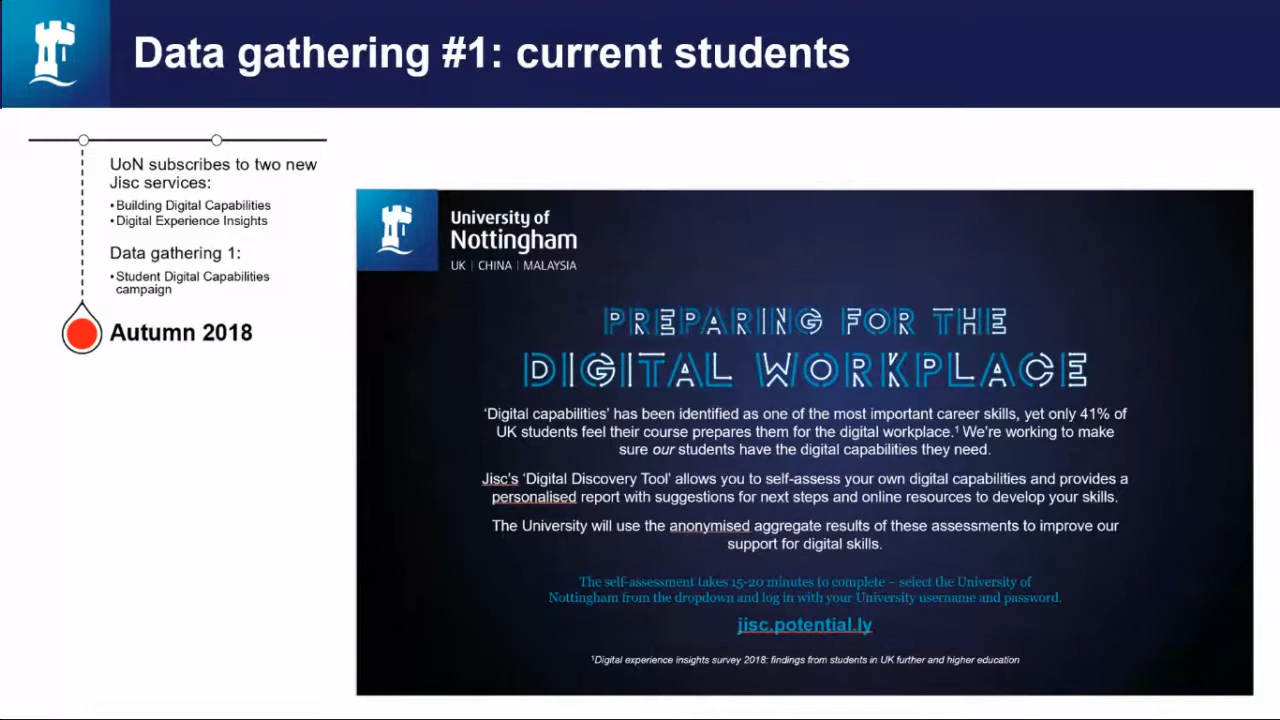 Data gathering #1: current students
UoN subscribes to two new
Jisc services:
•Building Digital Capabilities
•Digital Experience Insights
Data gathering 1:
•Student Digital Capabilities
campaign
Autumn 2018
University of
Nottingham
UK | CHINA | MALAYSIA
PREPARING FOR THE
DIGITAL WORKPLACE
‘Digital capabilities’ has been identified as one of the most important career skills, yet only 41% of
UK students feel their course prepares them for the digital workplace.¹ We’re working to make
sure our students have the digital capabilities they need.
Jisc’s ‘Digital Discovery Tool’ allows you to self-assess your own digital capabilities and provides a
personalised report with suggestions for next steps and online resources to develop your skills.
The University will use the anonymised aggregate results of these assessments to improve our
support for digital skills.
The self-assessment takes 15-20 minutes to complete – select the University of
Nottingham from the dropdown and log in with your University username and password.
jisc.potential.ly
¹Digital experience insights survey 2018: findings from students in UK further and higher education